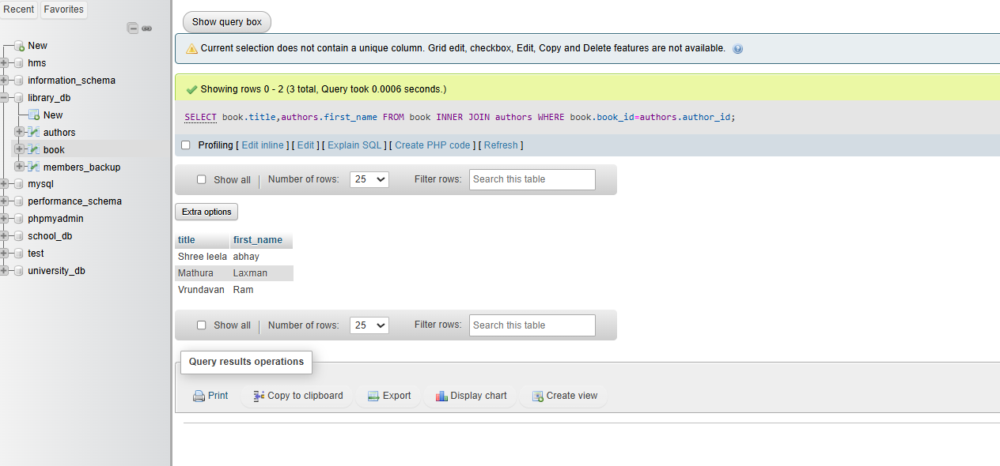 Recent Favorites
New
hms
information_schema
library_db
New
authors
book
members_backup
mysql
performance_schema
phpmyadmin
school_db
test
university_db
Show query box
Current selection does not contain a unique column. Grid edit, checkbox, Edit, Copy and Delete features are not available.
Showing rows 0 - 2 (3 total, Query took 0.0006 seconds.)
SELECT book.title,authors.first_name FROM book INNER JOIN authors WHERE book.book_id=authors.author_id;
Profiling [ Edit inline ] [ Edit ] [ Explain SQL ] [ Create PHP code ] [ Refresh ]
Show all | Number of rows: 25 Filter rows: Search this table
Extra options
title first_name
Shree leela abhay
Mathura Laxman
Vrundavan Ram
Show all | Number of rows: 25 Filter rows: Search this table
Query results operations
Print Copy to clipboard Export Display chart Create view